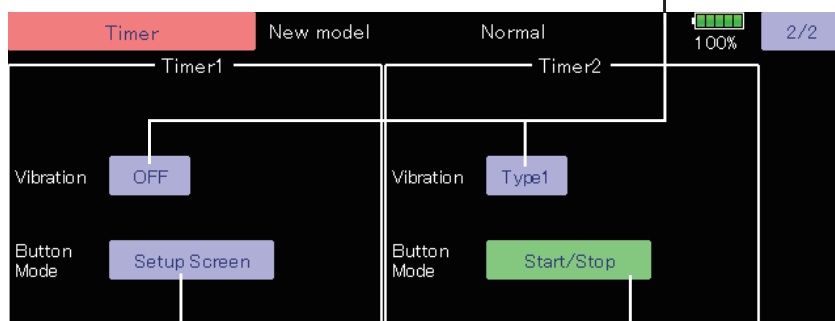 Timer New model Normal 100% 2/2
Timer1 Timer2
Vibration OFF Vibration Type1
Button Mode Setup Screen Button Mode Start/Stop